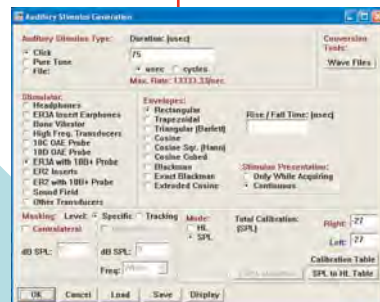 Auditory Stimulus Generation
Auditory Stimulus Type:
Click
Pure Tone
File:
Duration: (usec)
75
usec
cycles
Max. Rate: 13333.33/sec.
Conversion Tools:
Wave Files
Stimulator:
Headphones
ER3A Insert Earphones
Bone Vibrator
High Freq. Transducers
10C OAE Probe
10D OAE Probe
ER3A with 10B+ Probe
ER2 Inserts
ER2 with 10B+ Probe
Sound Field
Other Transducers
Envelopes:
Rectangular
Trapezoidal
Triangular (Barlett)
Cosine
Cosine Sqr. (Hann)
Cosine Cubed
Blackman
Exact Blackman
Extended Cosine
Rise / Fall Time: (usec)
Stimulus Presentation:
Only While Acquiring
Continuous
Masking:
Level:
Specific
Tracking
Contralateral
dB SPL:
dB SPL:
Freq:
Mode:
HL
SPL
Total Calibration: (SPL)
Right:
-27
Left:
-27
Calibration Table
SPL to HL Table
OK
Cancel
Load
Save
Display